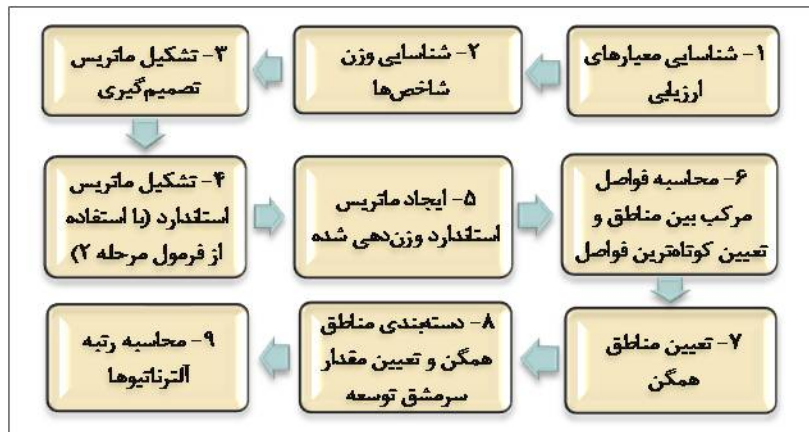 ۱- شناسایی معیارهای
ارزیابی
۲- شناسایی وزن
شاخص‌ها
۳- تشکیل ماتریس
تصمیم‌گیری
۴- تشکیل ماتریس
استاندارد (با استفاده
از فرمول مرحله ۲)
۵- ایجاد ماتریس
استاندارد وزن‌دهی شده
۶- محاسبه فواصل
مرکب بین مناطق و
تعیین کوتاه‌ترین فواصل
۷- تعیین مناطق
همگن
۸- دسته‌بندی مناطق
همگن و تعیین مقدار
سرمشق توسعه
۹- محاسبه رتبه
آلترناتیوها